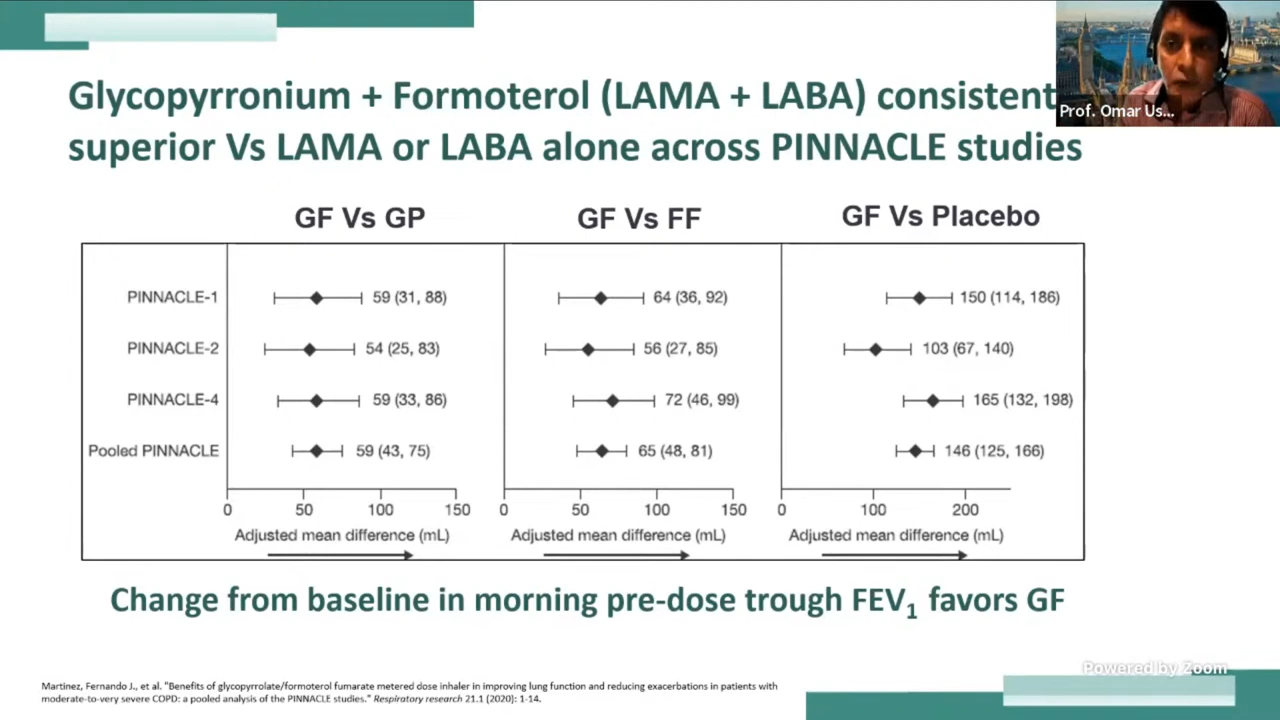 Glycopyrronium + Formoterol (LAMA + LABA) consistent
superior Vs LAMA or LABA alone across PINNACLE studies
Prof. Omar Us...
GF Vs GP
GF Vs FF
GF Vs Placebo
PINNACLE-1 59 (31, 88) 64 (36, 92) 150 (114, 186)
PINNACLE-2 54 (25, 83) 56 (27, 85) 103 (67, 140)
PINNACLE-4 59 (33, 86) 72 (46, 99) 165 (132, 198)
Pooled PINNACLE 59 (43, 75) 65 (48, 81) 146 (125, 166)
0 50 100 150 0 50 100 150 0 100 200
Adjusted mean difference (mL) Adjusted mean difference (mL) Adjusted mean difference (mL)
Change from baseline in morning pre-dose trough FEV₁ favors GF
Powered by Zoom
Martinez, Fernando J., et al. "Benefits of glycopyrrolate/formoterol fumarate metered dose inhaler in improving lung function and reducing exacerbations in patients with
moderate-to-very severe COPD: a pooled analysis of the PINNACLE studies." Respiratory research 21.1 (2020): 1-14.